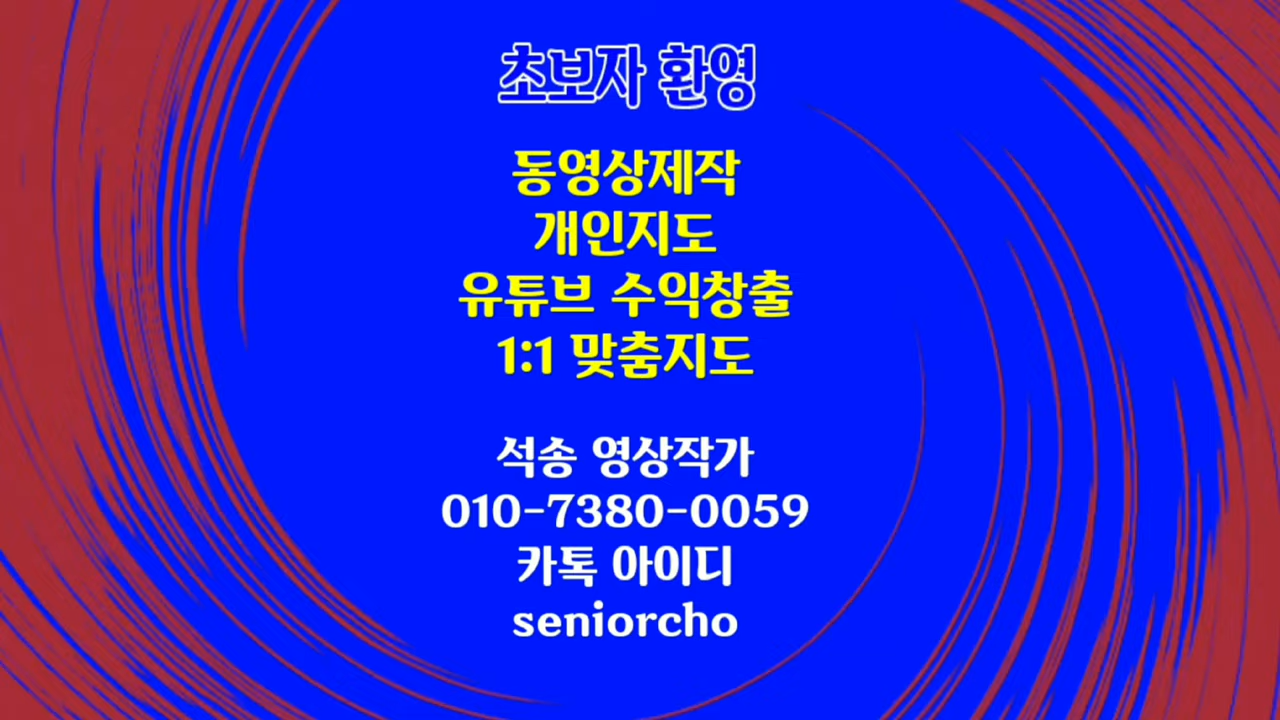 초보자 환영
동영상제작
개인지도
유튜브 수익창출
1:1 맞춤지도
석송 영상작가
010-7380-0059
카톡 아이디
seniorcho